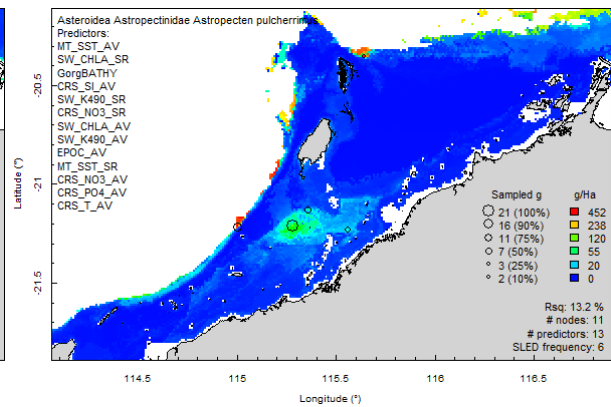 Asteroidea Astropectinidae Astropecten pulcherrimus
Predictors:
MT_SST_AV
SW_CHLA_SR
GorgBATHY
CRS_SI_AV
SW_K490_SR
CRS_NO3_SR
SW_CHLA_AV
SW_K490_AV
EPOC_AV
MT_SST_SR
CRS_NO3_AV
CRS_PO4_AV
CRS_T_AV
Latitude (°)
-20.5
-21
-21.5
Sampled g g/Ha
21 (100%) 452
16 (90%) 238
11 (75%) 120
7 (50%) 55
3 (25%) 20
2 (10%) 0
Rsq: 13.2 %
# nodes: 11
# predictors: 13
SLED frequency: 6
114.5 115 115.5 116 116.5
Longitude (°)